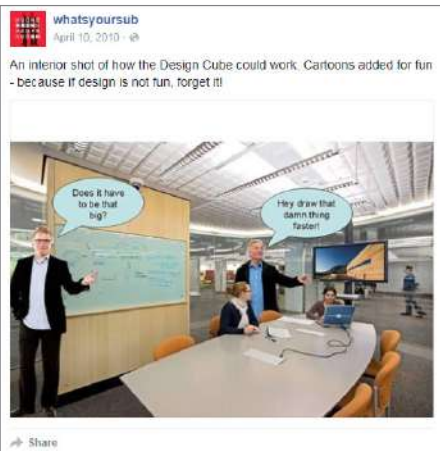 whatsyoursub
April 10, 2010
An interior shot of how the Design Cube could work. Cartoons added for fun
- because if design is not fun, forget it!
Does it have
to be that
big?
Hey draw that
damn thing
faster!
Share